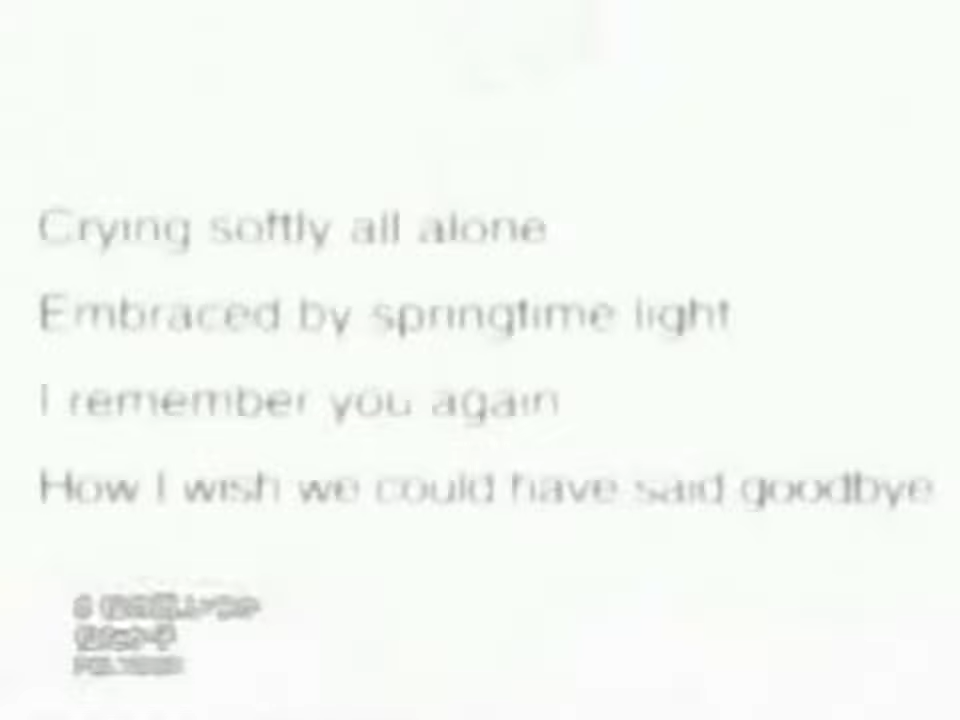 Crying softly all alone
Embraced by springtime light
I remember you again
How I wish we could have said goodbye